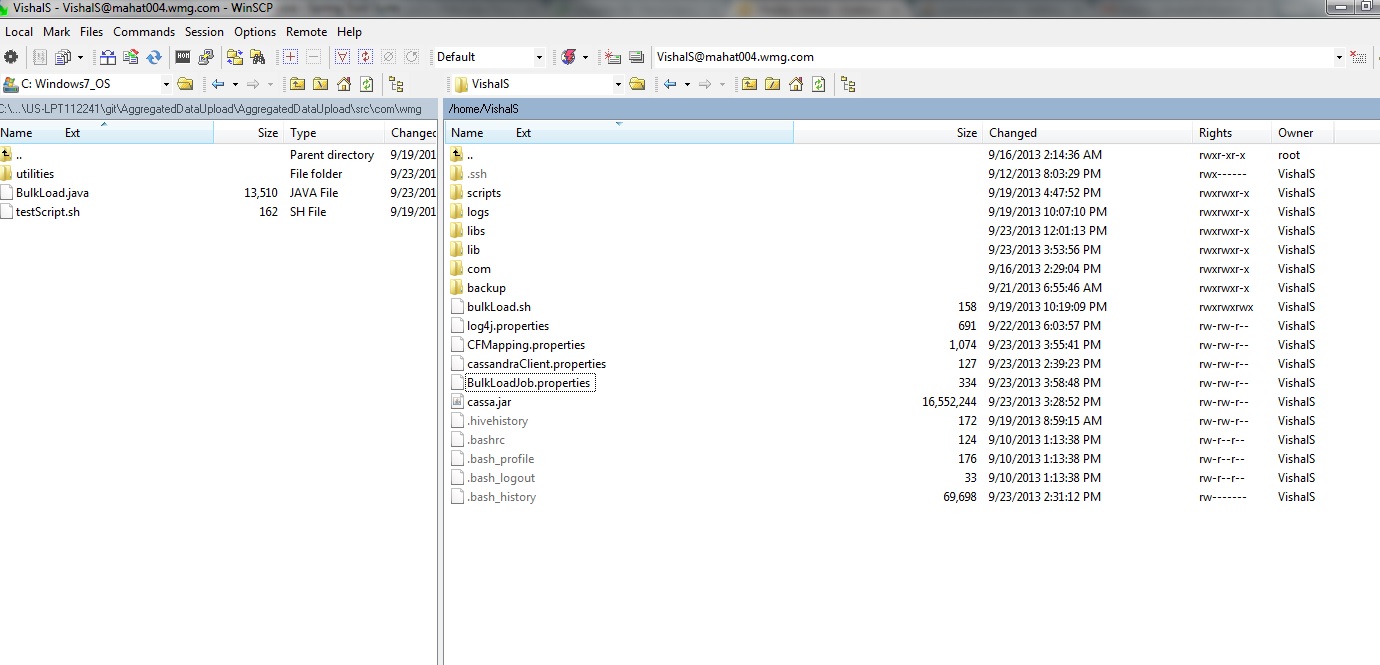 VishalS - VishalS@mahat004.wmg.com - WinSCP
Local Mark Files Commands Session Options Remote Help
Default VishalS@mahat004.wmg.com
C: Windows7_OS VishalS
C:\...\US-LPT112241\git\AggregatedDataUpload\AggregatedDataUpload\src\com\wmg /home/VishalS
Name Ext Size Type Changed Name Ext Size Changed Rights Owner
.. Parent directory 9/19/201 .. 9/16/2013 2:14:36 AM rwxr-xr-x root
utilities File folder 9/23/201 .ssh 9/12/2013 8:03:29 PM rwx------ VishalS
BulkLoad.java 13,510 JAVA File 9/23/201 scripts 9/19/2013 4:47:52 PM rwxrwxr-x VishalS
testScript.sh 162 SH File 9/19/201 logs 9/19/2013 10:07:10 PM rwxrwxr-x VishalS
libs 9/23/2013 12:01:13 PM rwxrwxr-x VishalS
lib 9/23/2013 3:53:56 PM rwxrwxr-x VishalS
com 9/16/2013 2:29:04 PM rwxrwxr-x VishalS
backup 9/21/2013 6:55:46 AM rwxrwxr-x VishalS
bulkLoad.sh 158 9/19/2013 10:19:09 PM rwxrwxrwx VishalS
log4j.properties 691 9/22/2013 6:03:57 PM rw-rw-r-- VishalS
CFMapping.properties 1,074 9/23/2013 3:55:41 PM rw-rw-r-- VishalS
cassandraClient.properties 127 9/23/2013 2:39:23 PM rw-rw-r-- VishalS
BulkLoadJob.properties 334 9/23/2013 3:58:48 PM rw-rw-r-- VishalS
cassa.jar 16,552,244 9/23/2013 3:28:52 PM rw-rw-r-- VishalS
.hivehistory 172 9/19/2013 8:59:15 AM rw-rw-r-- VishalS
.bashrc 124 9/10/2013 1:13:38 PM rw-r--r-- VishalS
.bash_profile 176 9/10/2013 1:13:38 PM rw-r--r-- VishalS
.bash_logout 33 9/10/2013 1:13:38 PM rw-r--r-- VishalS
.bash_history 69,698 9/23/2013 2:31:12 PM rw------- VishalS